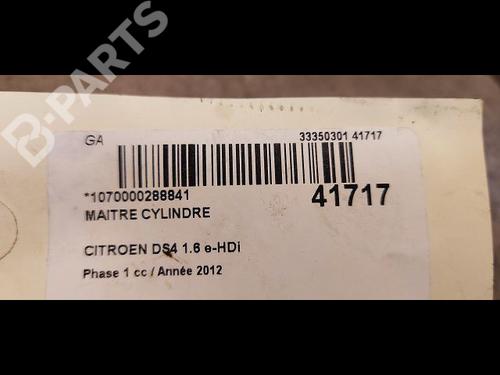 B-PARTS
GA 33350301 41717
*1070000288841 41717
MAITRE CYLINDRE
CITROEN DS4 1.6 e-HDi
Phase 1 cc / Année 2012